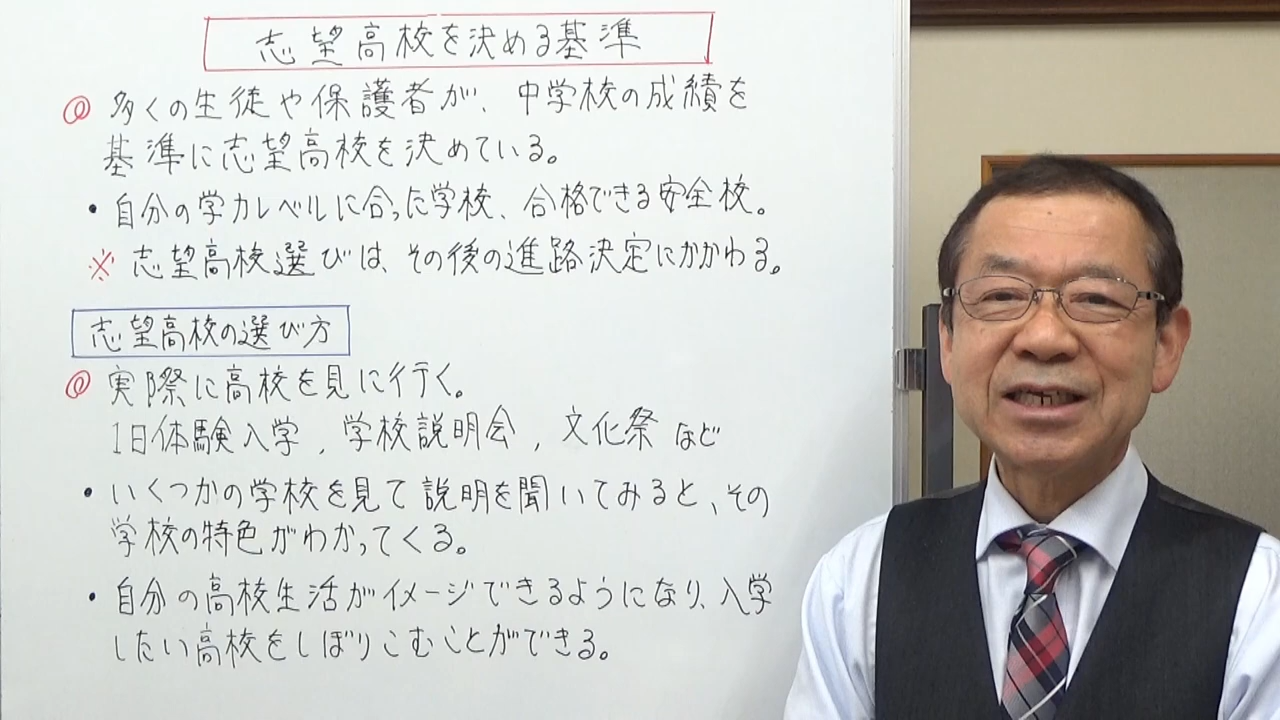 志望高校を決める基準
◎ 多くの生徒や保護者が、中学校の成績を
基準に志望高校を決めている。
・自分の学力レベルに合った学校、合格できる安全校。
※ 志望高校選びは、その後の進路決定にかかわる。
志望高校の選び方
◎ 実際に高校を見に行く。
1日体験入学, 学校説明会, 文化祭 など
・いくつかの学校を見て説明を聞いてみると、その
学校の特色がわかってくる。
・自分の高校生活がイメージできるようになり、入学
したい高校をしぼりこむことができる。